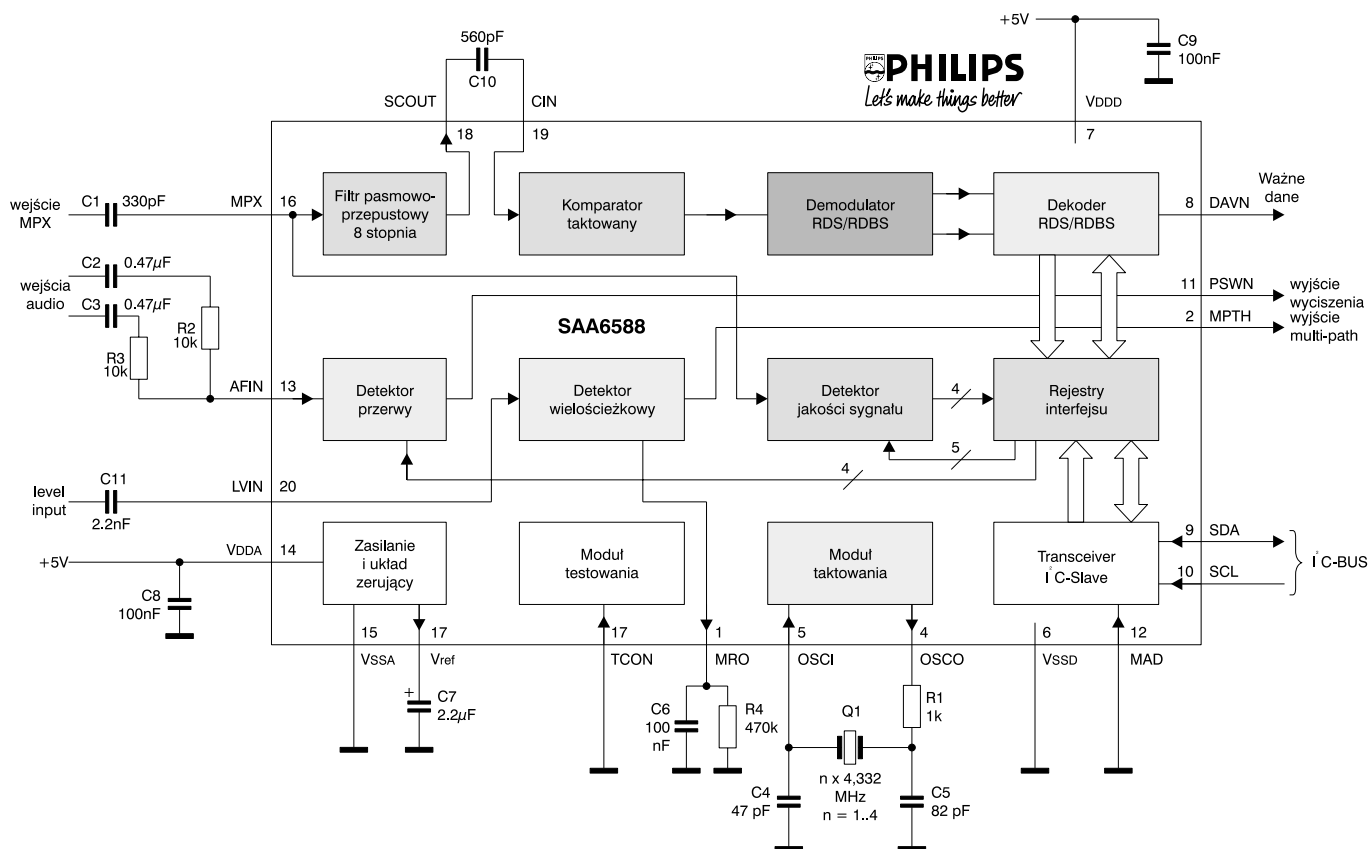 560pF
C10
SCOUT
CIN
18
19
PHILIPS
Let's make things better
+5V
C9
100nF
VDDD
7
wejście
MPX
C1
330pF
MPX
16
Filtr pasmowo-
przepustowy
8 stopnia
Komparator
taktowany
Demodulator
RDS/RDBS
Dekoder
RDS/RDBS
8
DAVN
Ważne
dane
C2
0.47µF
wejścia
audio
C3
0.47µF
R2
10k
R3
10k
SAA6588
11
PSWN
wyjście
wyciszenia
2
MPTH
wyjście
multi-path
AFIN
13
Detektor
przerwy
Detektor
wielościeżkowy
Detektor
jakości sygnału
4
Rejestry
interfejsu
5
4
level
input
C11
2.2nF
LVIN
20
+5V
VDDA
14
C8
100nF
Zasilanie
i układ
zerujący
Moduł
testowania
Moduł
taktowania
Transceiver
I²C-Slave
9
SDA
10
SCL
I²C-BUS
15
VSSA
17
Vref
17
TCON
1
MRO
5
OSCI
4
OSCO
6
VSSD
12
MAD
+
C7
2.2µF
C6
100
nF
R4
470k
R1
1k
Q1
n x 4,332
MHz
n = 1..4
C4
47 pF
C5
82 pF